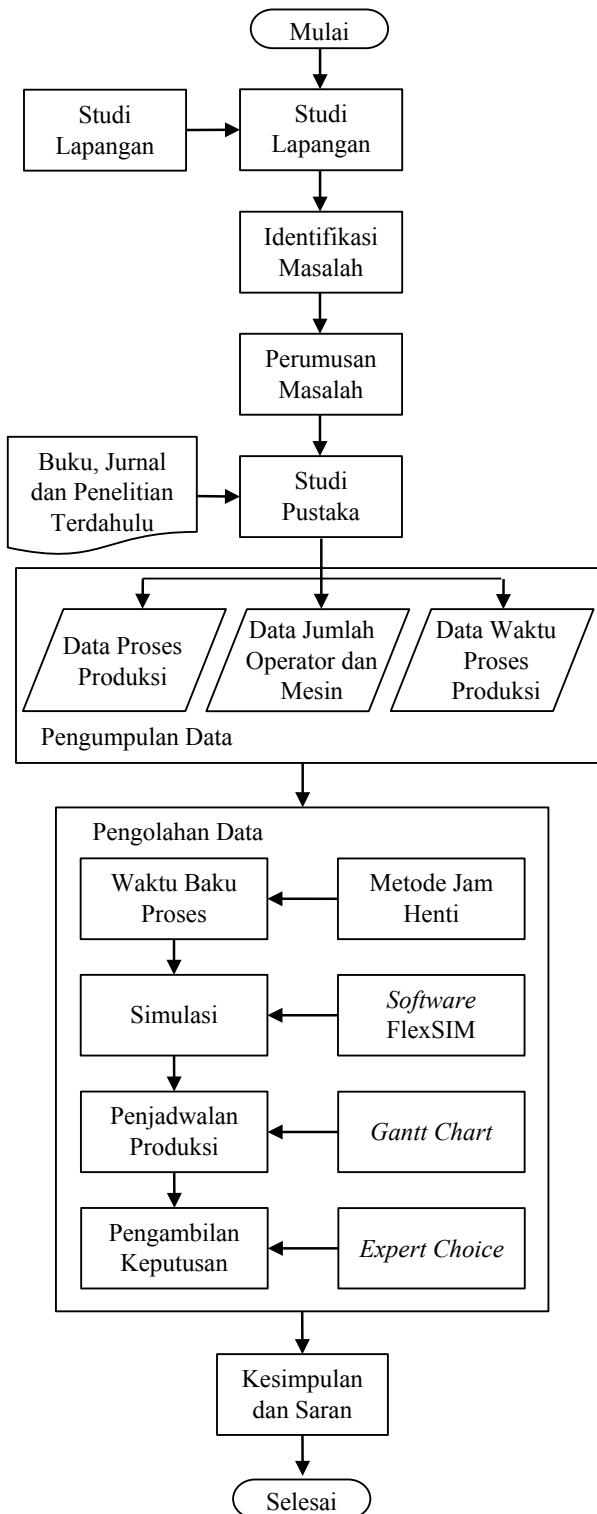 Mulai
Studi
Lapangan
Studi
Lapangan
Identifikasi
Masalah
Perumusan
Masalah
Buku, Jurnal
dan Penelitian
Terdahulu
Studi
Pustaka
Data Proses
Produksi
Data Jumlah
Operator dan
Mesin
Data Waktu
Proses
Produksi
Pengumpulan Data
Pengolahan Data
Waktu Baku
Proses
Metode Jam
Henti
Simulasi
Software
FlexSIM
Penjadwalan
Produksi
Gantt Chart
Pengambilan
Keputusan
Expert Choice
Kesimpulan
dan Saran
Selesai